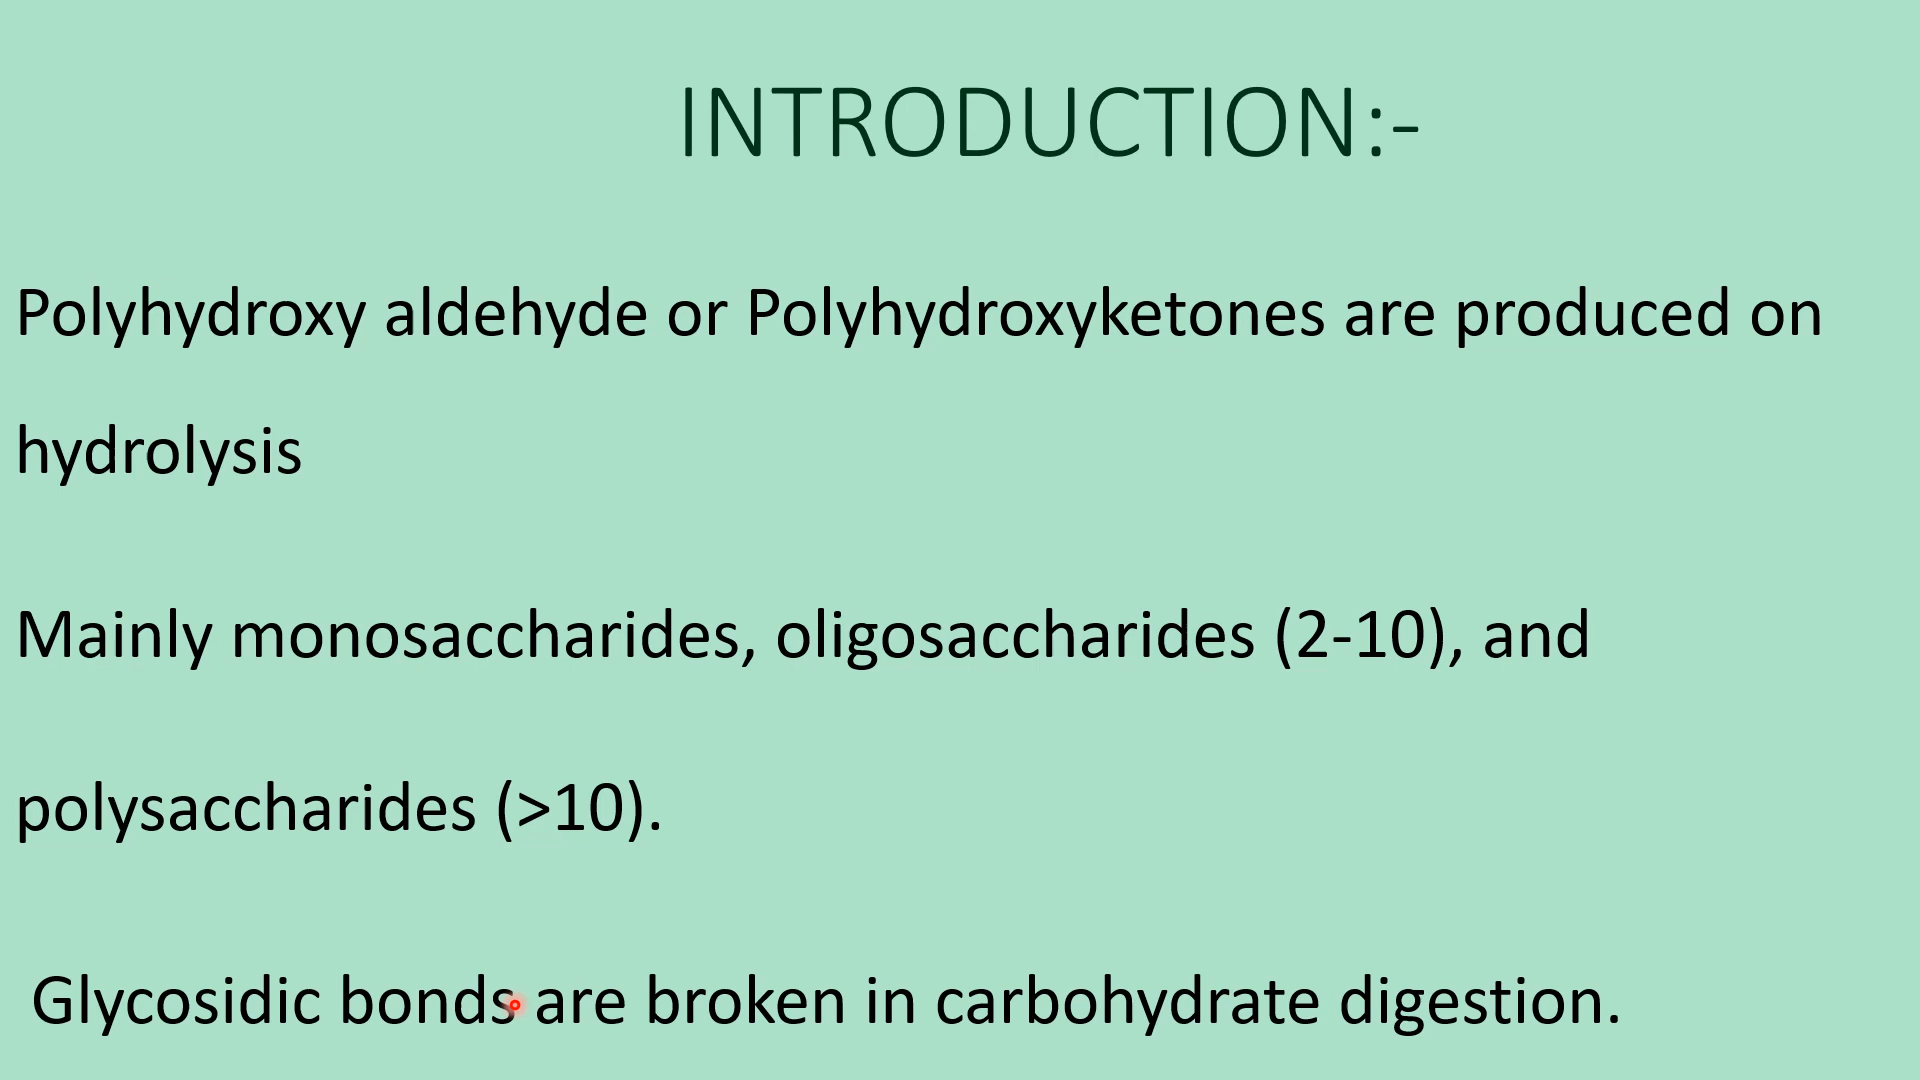 INTRODUCTION:-
Polyhydroxy aldehyde or Polyhydroxyketones are produced on
hydrolysis
Mainly monosaccharides, oligosaccharides (2-10), and
polysaccharides (>10).
Glycosidic bonds are broken in carbohydrate digestion.